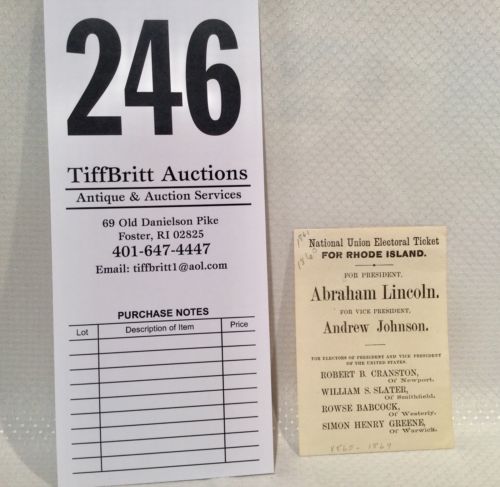 246
TiffBritt Auctions
Antique & Auction Services
69 Old Danielson Pike
Foster, RI 02825
401-647-4447
Email: tiffbritt1@aol.com
PURCHASE NOTES
Lot Description of Item Price
1860
National Union Electoral Ticket
FOR RHODE ISLAND.
FOR PRESIDENT,
Abraham Lincoln.
FOR VICE PRESIDENT,
Andrew Johnson.
FOR ELECTORS OF PRESIDENT AND VICE PRESIDENT
OF THE UNITED STATES.
ROBERT B. CRANSTON,
Of Newport.
WILLIAM S. SLATER,
Of Smithfield.
ROWSE BABCOCK,
Of Westerly.
SIMON HENRY GREENE,
Of Warwick.